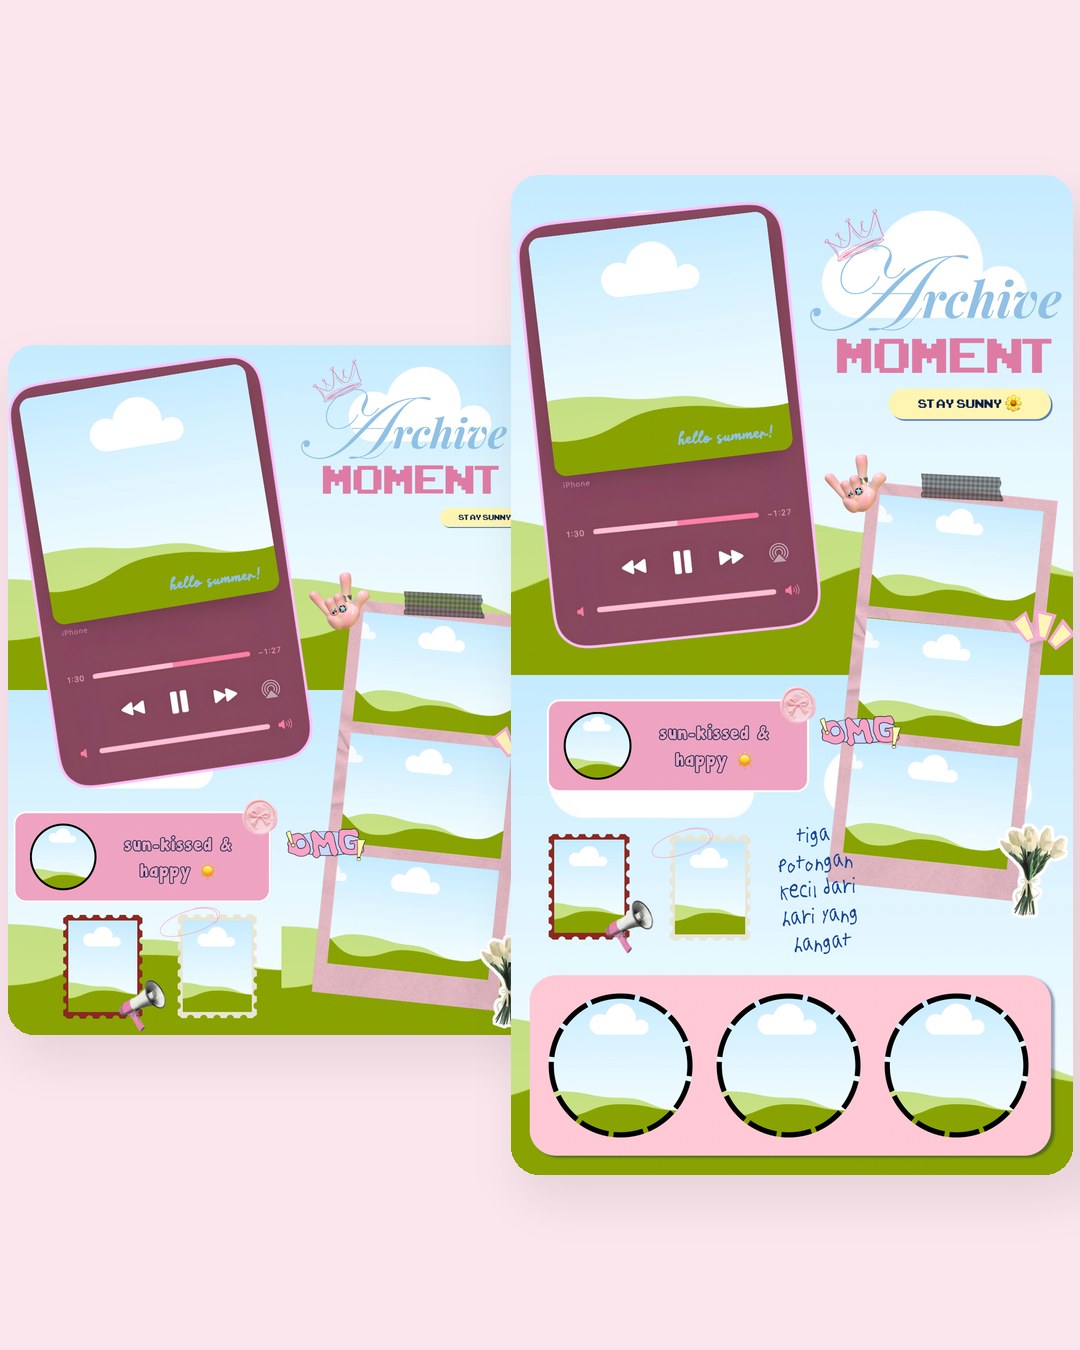 Archive
MOMENT
STAY SUNNY
hello summer!
iPhone
1:30
-1:27
sun-kissed &
happy
OMG
Archive
MOMENT
STAY SUNNY
hello summer!
iPhone
1:30
-1:27
sun-kissed &
happy
OMG
tiga
potongan
kecil dari
hari yang
hangat